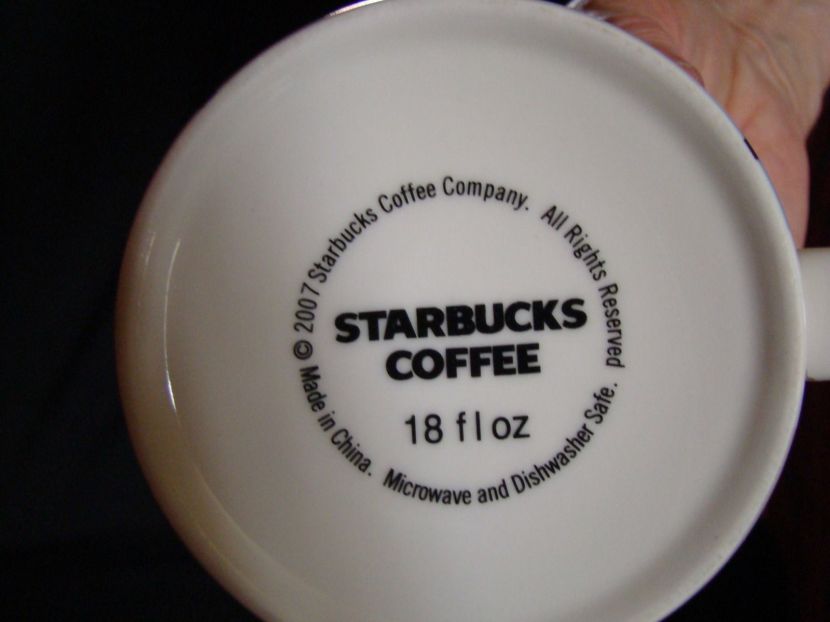 © 2007 Starbucks Coffee Company. All Rights Reserved
STARBUCKS
COFFEE
18 fl oz
Made in China. Microwave and Dishwasher Safe.